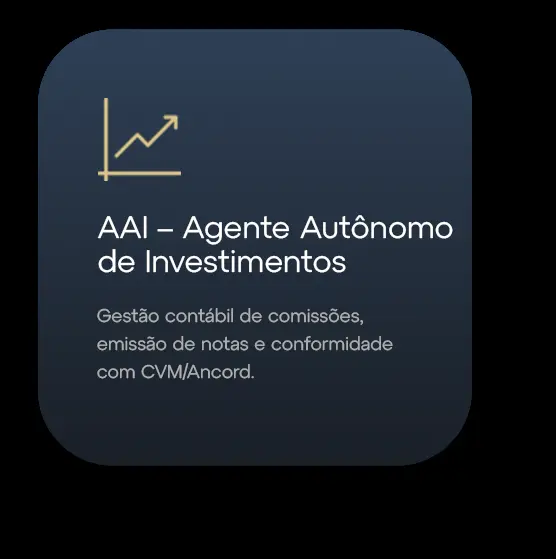 AAI – Agente Autônomo
de Investimentos
Gestão contábil de comissões,
emissão de notas e conformidade
com CVM/Ancord.